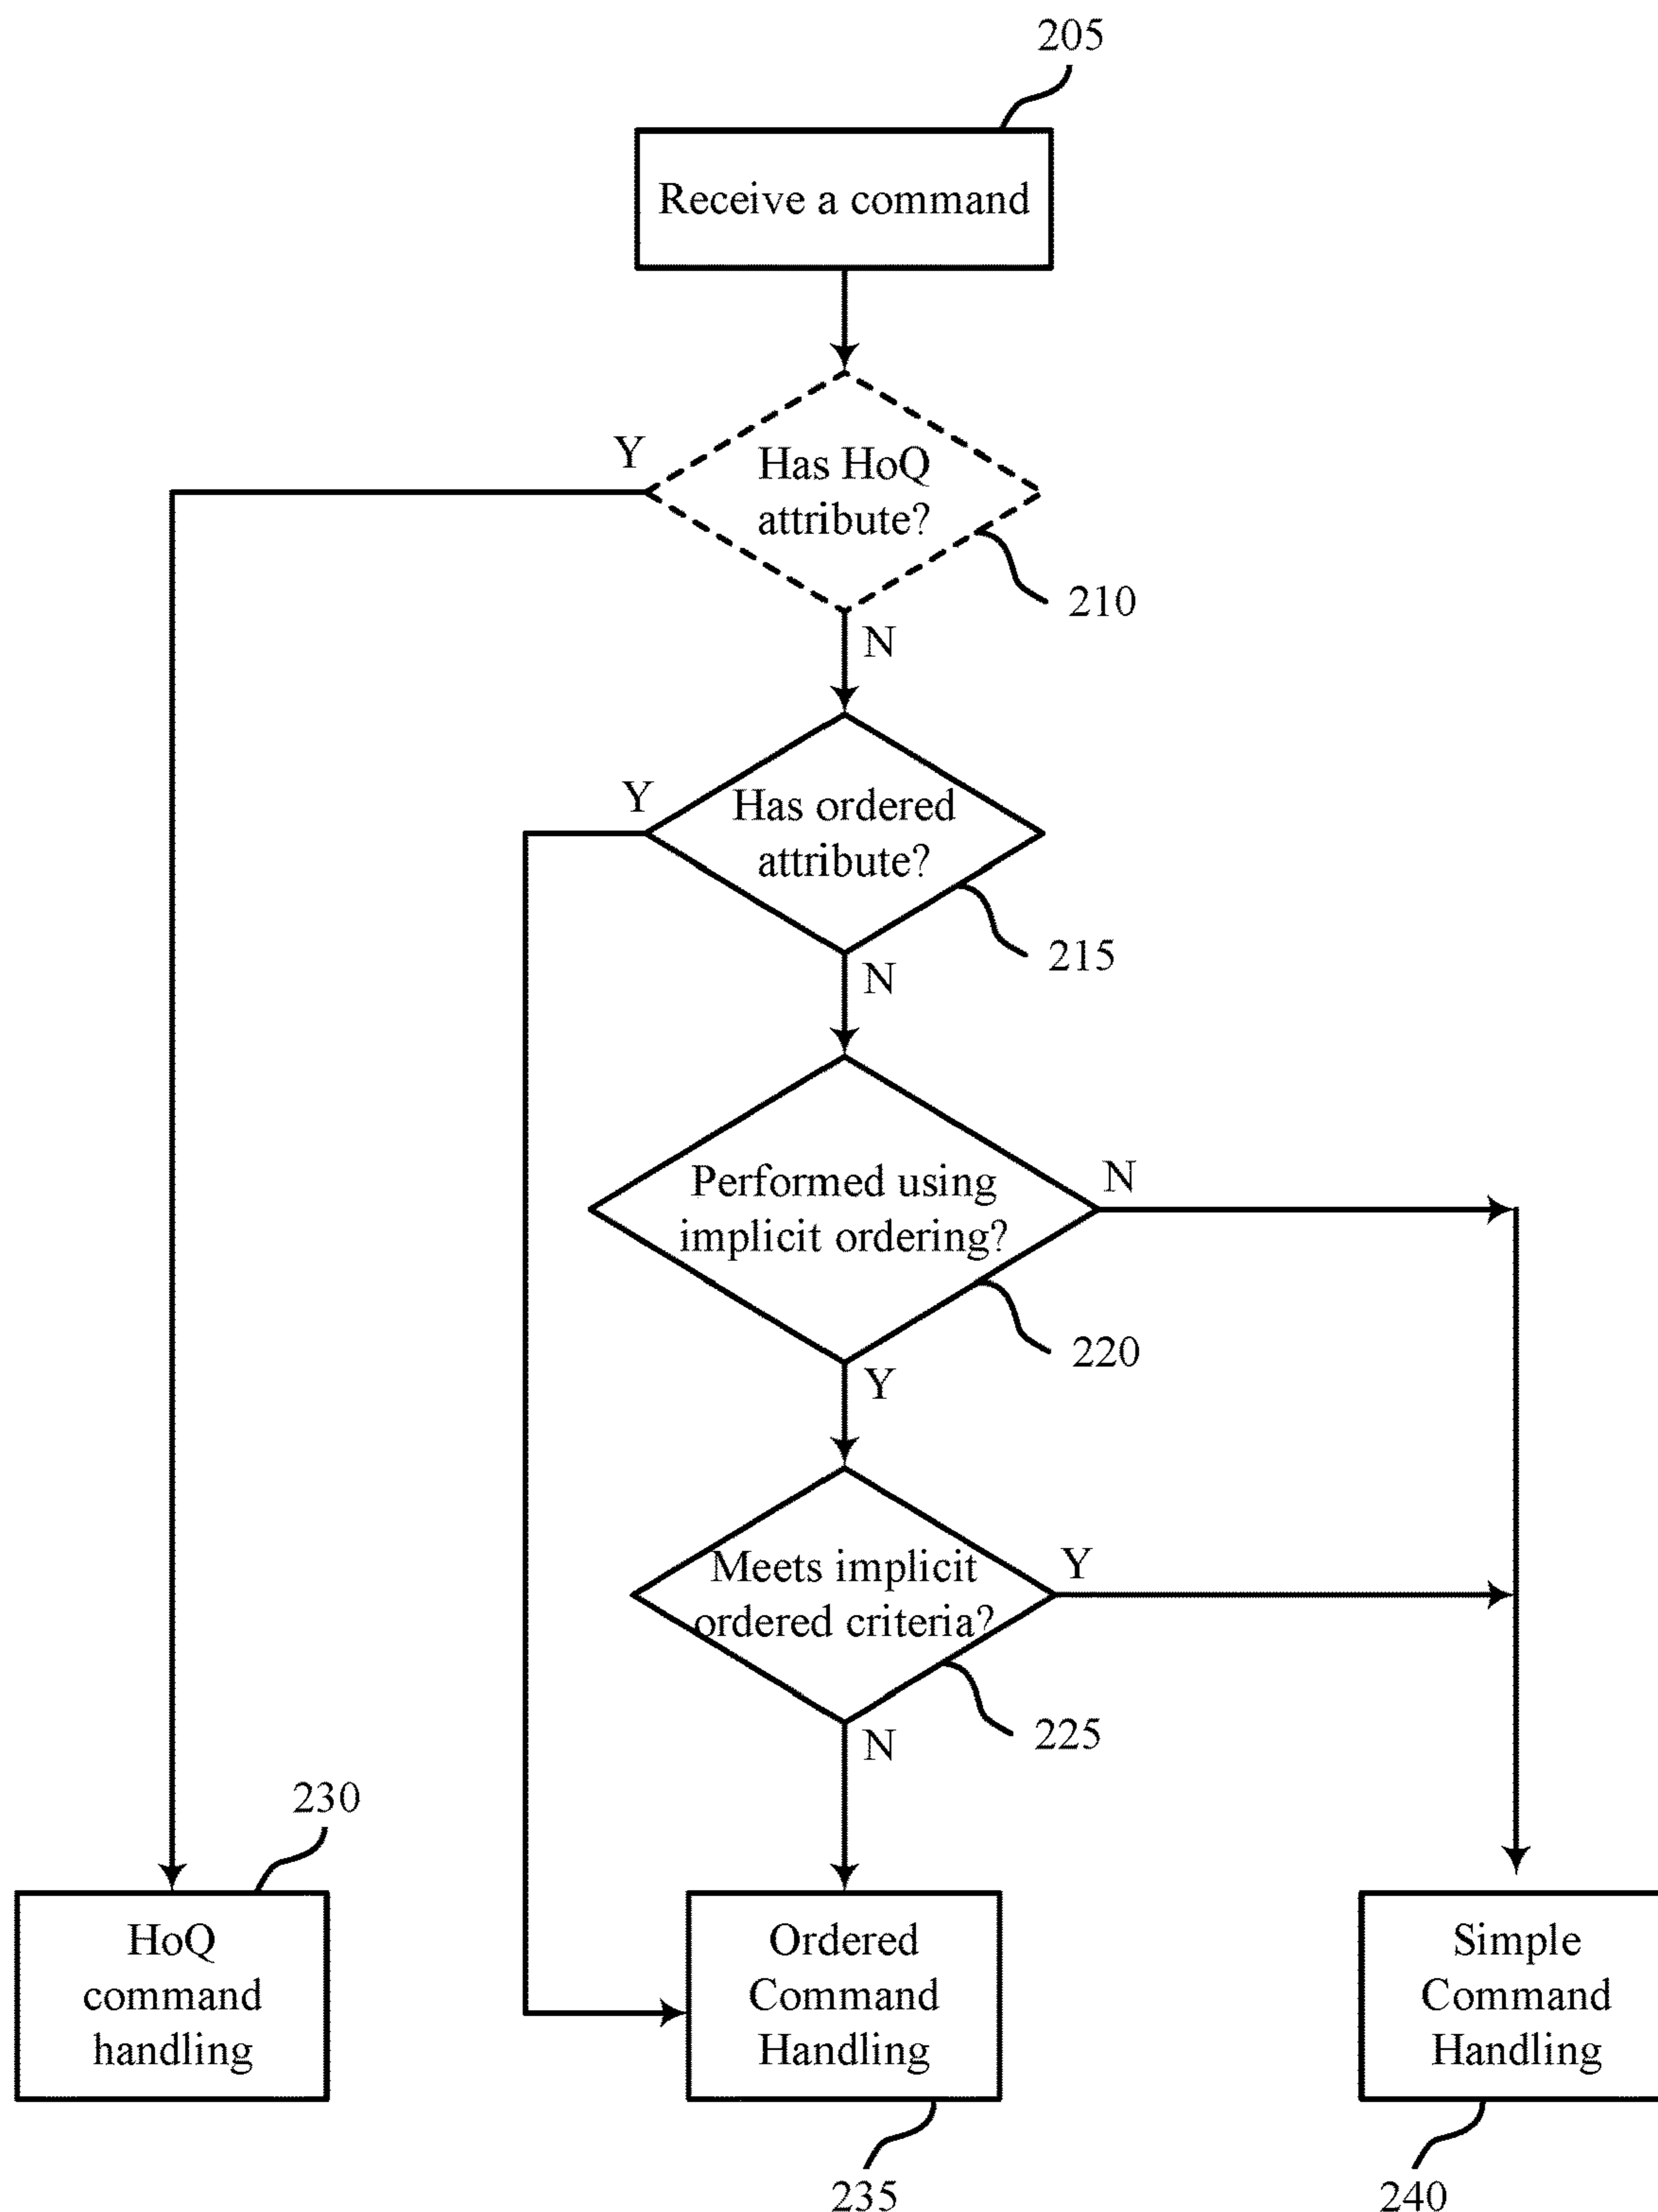 205
Receive a command
Y
Has HoQ
attribute?
210
N
Y
Has ordered
attribute?
215
N
Performed using
implicit ordering?
N
220
Y
Meets implicit
ordered criteria?
Y
225
N
230
HoQ
command
handling
Ordered
Command
Handling
Simple
Command
Handling
235
240